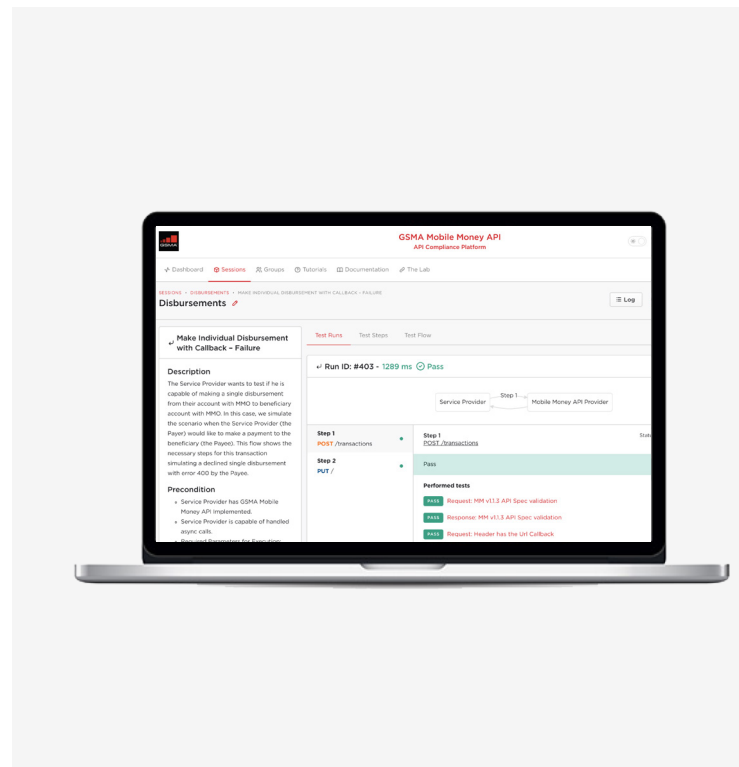 GSMA
GSMA Mobile Money API
API Compliance Platform
Dashboard Sessions Groups Tutorials Documentation The Lab
SESSIONS • DISBURSEMENTS • MAKE INDIVIDUAL DISBURSEMENT WITH CALLBACK – FAILURE
Disbursements
Log
Make Individual Disbursement
with Callback – Failure
Description
The Service Provider wants to test if he is
capable of making a single disbursement
from their account with MMO to beneficiary
account with MMO. In this case, we simulate
the scenario when the Service Provider (the
Payer) would like to make a payment to the
beneficiary (the Payee). This flow shows the
necessary steps for this transaction
simulating a declined single disbursement
with error 400 by the Payee.
Precondition
• Service Provider has GSMA Mobile
Money API implemented.
• Service Provider is capable of handled
async calls.
• Required Parameters for Execution:
Test Runs Test Steps Test Flow
Run ID: #403 - 1289 ms Pass
Service Provider Step 1 Mobile Money API Provider
Step 1
POST /transactions
Step 2
PUT /
Step 1
POST /transactions
Pass
Performed tests
PASS Request: MM v1.1.3 API Spec validation
PASS Response: MM v1.1.3 API Spec validation
PASS Request: Header has the Url Callback